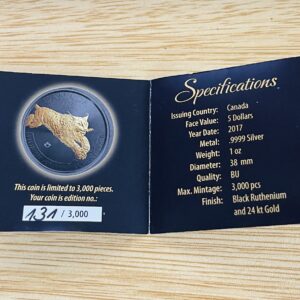 This coin is limited to 3,000 pieces.
Your coin is edition no.:
131 / 3,000
Specifications
Issuing Country: Canada
Face Value: 5 Dollars
Year Date: 2017
Metal: .9999 Silver
Weight: 1 oz
Diameter: 38 mm
Quality: BU
Max. Mintage: 3,000 pcs
Finish: Black Ruthenium
and 24 kt Gold